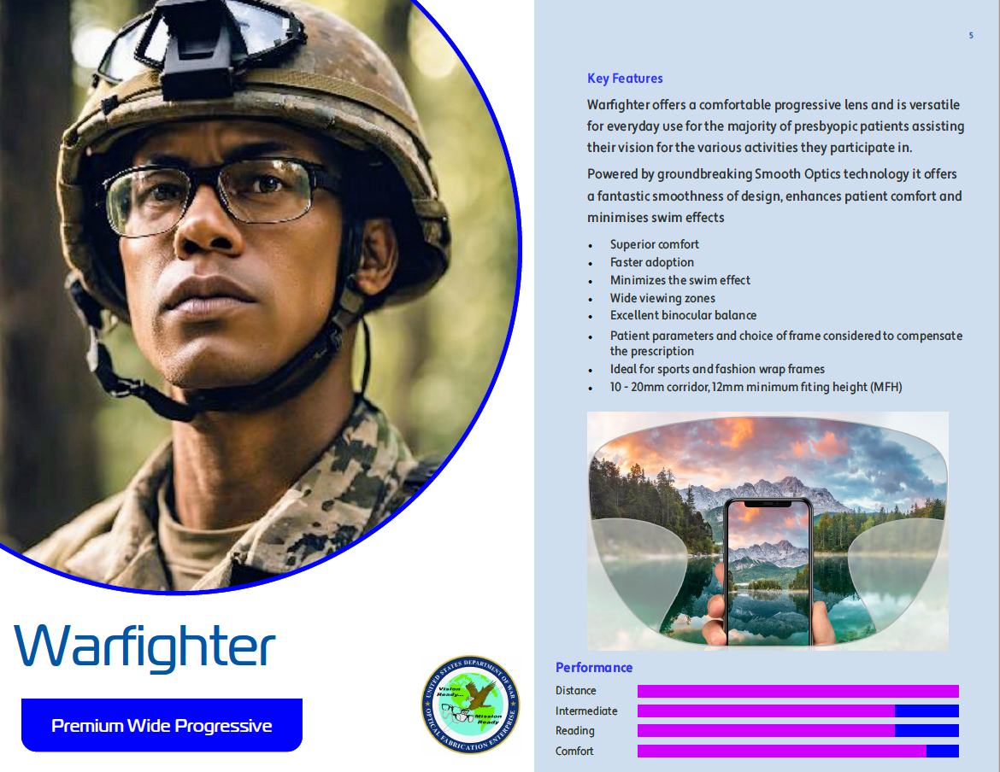 Warfighter
Premium Wide Progressive
UNITED STATES DEPARTMENT OF WAR
Vision
Ready...
Mission
Ready
OPTICAL FABRICATION ENTERPRISE
5
Key Features
Warfighter offers a comfortable progressive lens and is versatile
for everyday use for the majority of presbyopic patients assisting
their vision for the various activities they participate in.
Powered by groundbreaking Smooth Optics technology it offers
a fantastic smoothness of design, enhances patient comfort and
minimises swim effects
• Superior comfort
• Faster adoption
• Minimizes the swim effect
• Wide viewing zones
• Excellent binocular balance
• Patient parameters and choice of frame considered to compensate
the prescription
• Ideal for sports and fashion wrap frames
• 10 - 20mm corridor, 12mm minimum fiting height (MFH)
Performance
Distance
Intermediate
Reading
Comfort